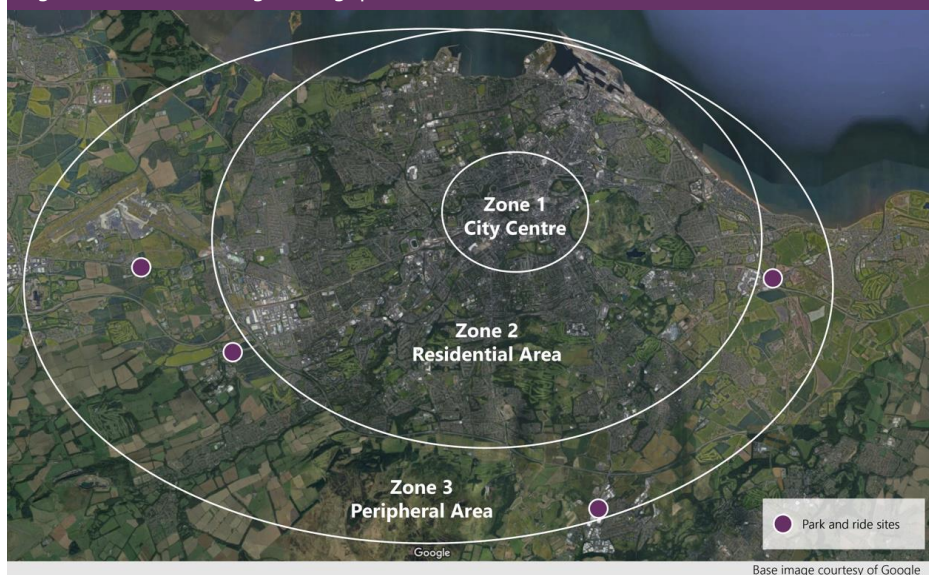 Zone 1
City Centre
Zone 2
Residential Area
Zone 3
Peripheral Area
Google
Park and ride sites
Base image courtesy of Google